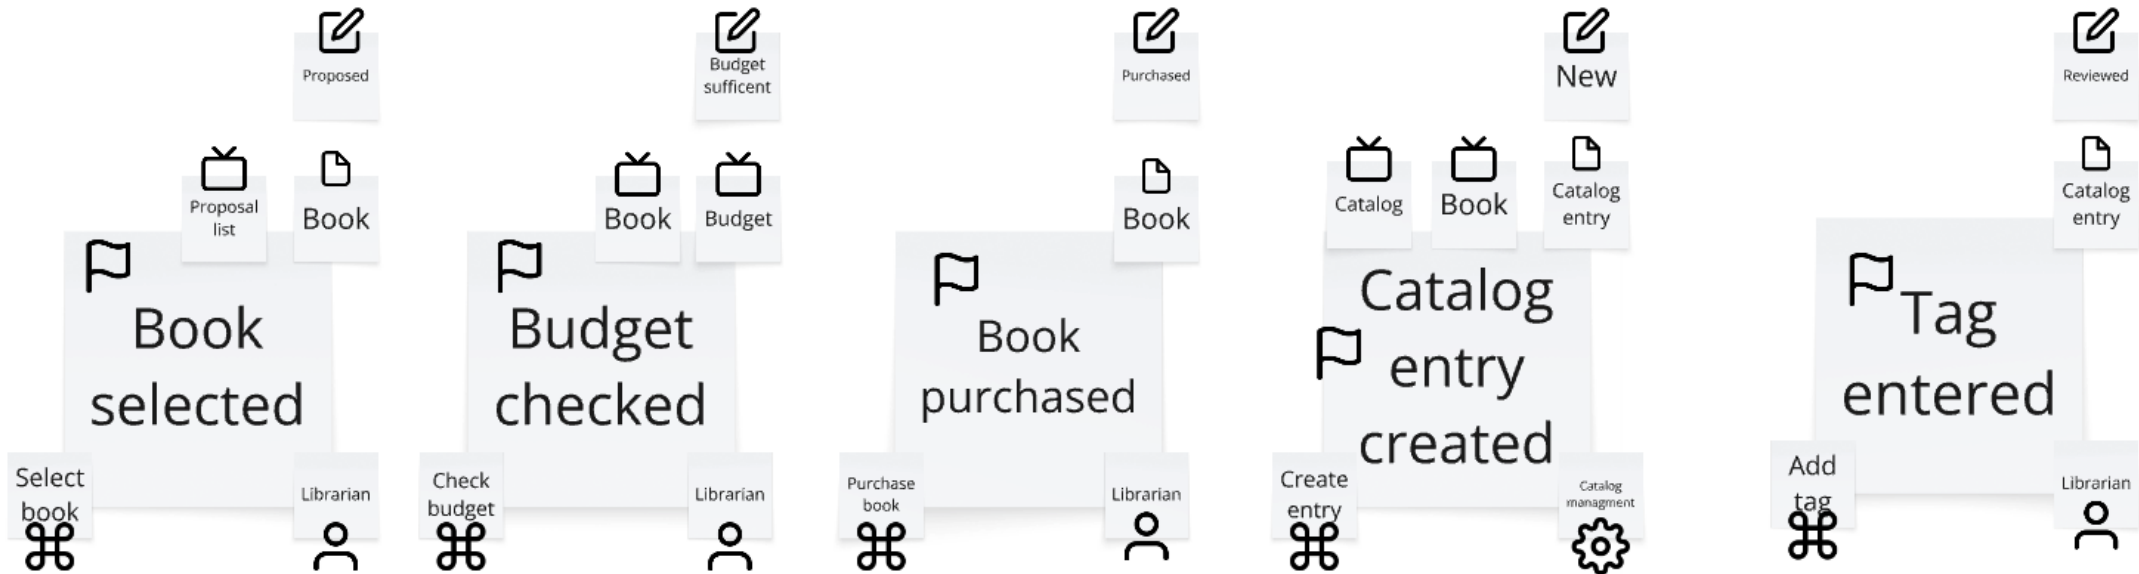 Proposed
Proposal
list
Book
Book
selected
Select
book
Librarian
Budget
sufficent
Book
Budget
Budget
checked
Check
budget
Librarian
Purchased
Book
Book
purchased
Purchase
book
Librarian
New
Catalog
Book
Catalog
entry
Catalog
entry
created
Create
entry
Catalog
managment
Reviewed
Catalog
entry
Tag
entered
Add
tag
Librarian